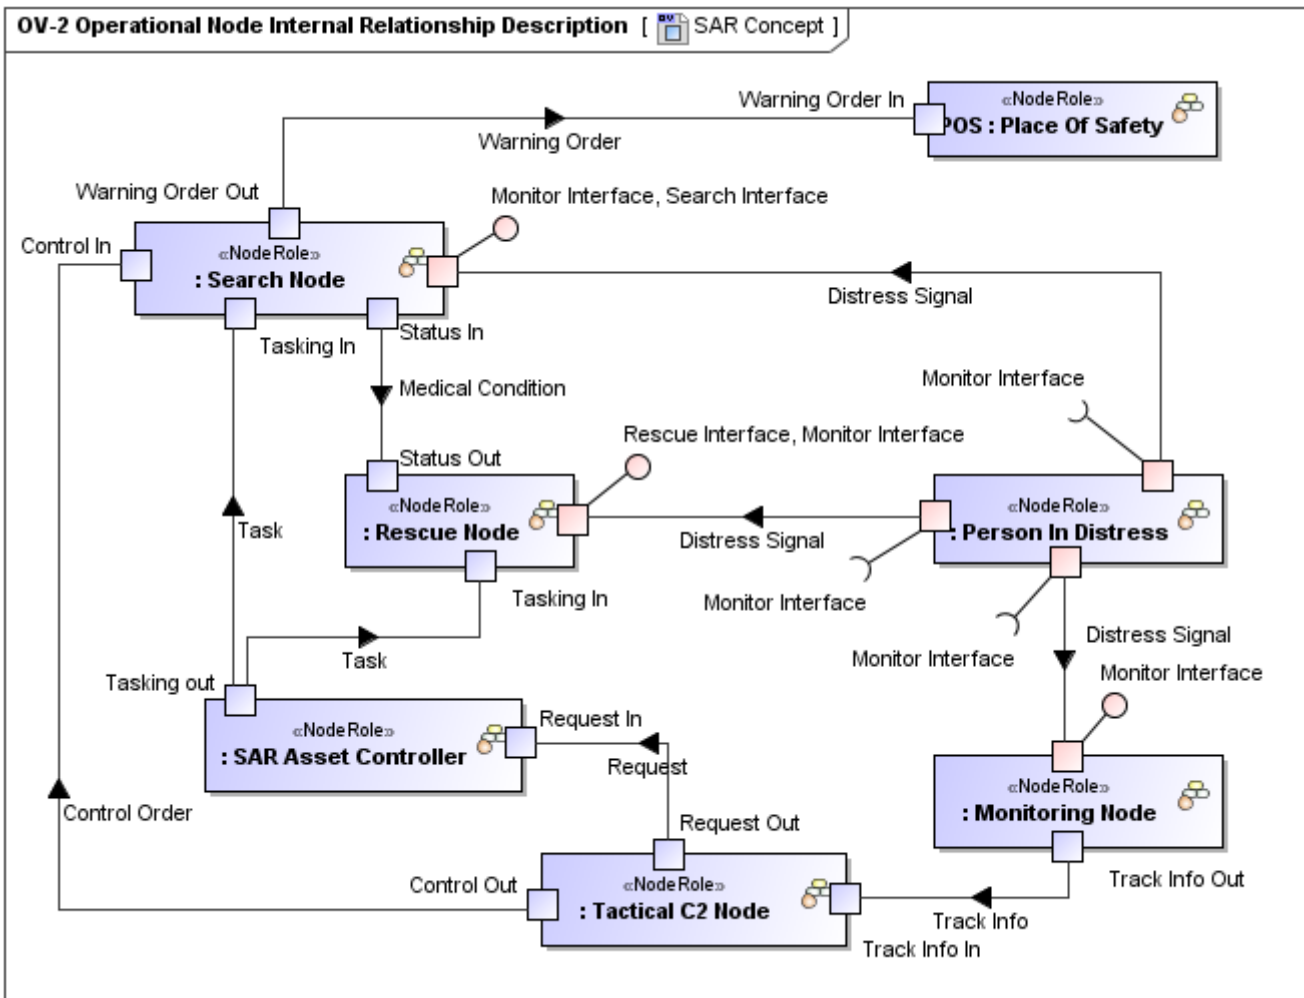 OV-2 Operational Node Internal Relationship Description [ OV SAR Concept ]
Warning Order In
«NodeRole»
POS : Place Of Safety
Warning Order
Warning Order Out
Monitor Interface, Search Interface
Control In
«NodeRole»
: Search Node
Distress Signal
Status In
Tasking In
Medical Condition
Monitor Interface
Rescue Interface, Monitor Interface
Status Out
«NodeRole»
: Rescue Node
«NodeRole»
: Person In Distress
Task
Distress Signal
Tasking In
Monitor Interface
Distress Signal
Task
Monitor Interface
Monitor Interface
Tasking out
Request In
«NodeRole»
: SAR Asset Controller
Request
«NodeRole»
: Monitoring Node
Control Order
Request Out
Control Out
«NodeRole»
: Tactical C2 Node
Track Info Out
Track Info
Track Info In